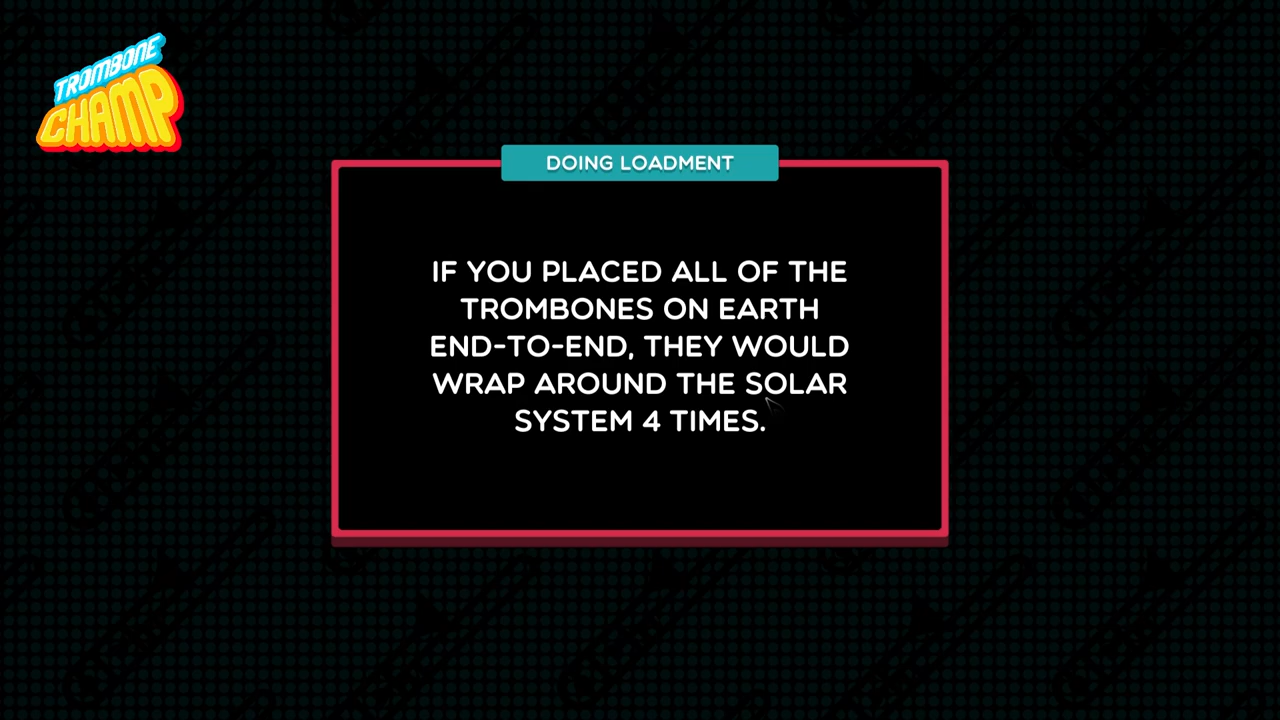 TROMBONE
CHAMP
DOING LOADMENT
IF YOU PLACED ALL OF THE
TROMBONES ON EARTH
END-TO-END, THEY WOULD
WRAP AROUND THE SOLAR
SYSTEM 4 TIMES.